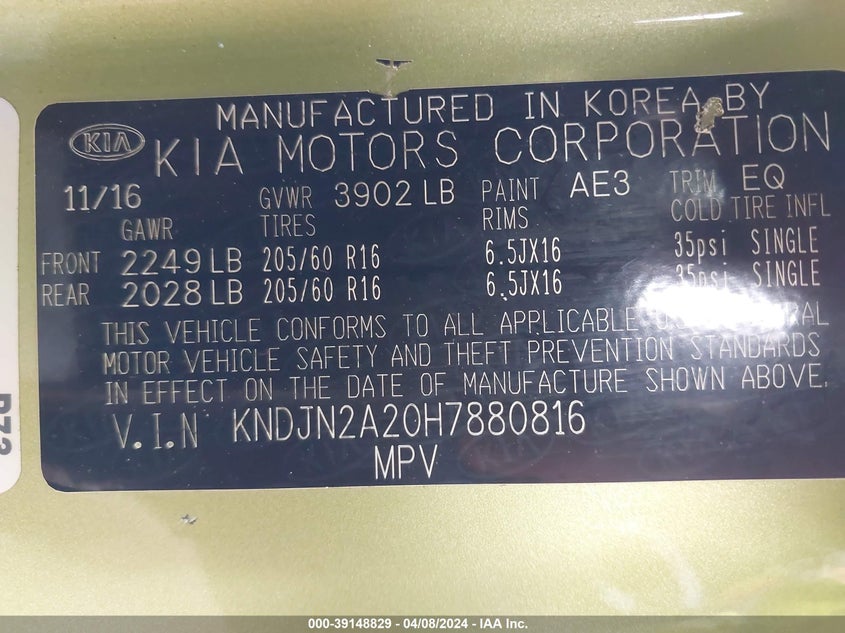 MANUFACTURED IN KOREA BY
KIA
KIA MOTORS CORPORATION
11/16 GVWR 3902 LB PAINT AE3 TRIM EQ
GAWR TIRES RIMS COLD TIRE INFL
FRONT 2249 LB 205/60 R16 6.5JX16 35psi SINGLE
REAR 2028 LB 205/60 R16 6.5JX16 35psi SINGLE
THIS VEHICLE CONFORMS TO ALL APPLICABLE
MOTOR VEHICLE SAFETY AND THEFT PREVENTION STANDARDS
IN EFFECT ON THE DATE OF MANUFACTURE SHOWN ABOVE.
V.I.N KNDJN2A20H7880816
MPV
000-39148829 - 04/08/2024 - IAA Inc.